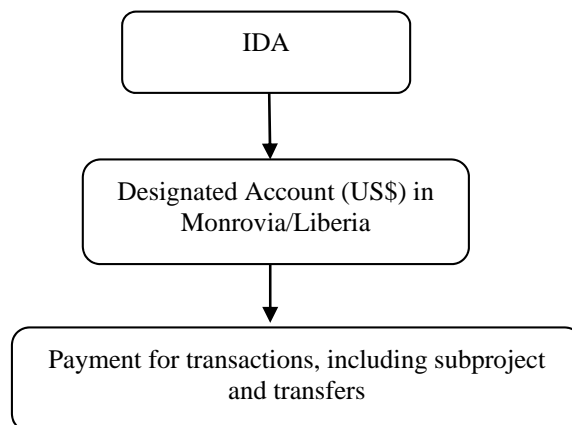 IDA
Designated Account (US$) in
Monrovia/Liberia
Payment for transactions, including subproject
and transfers